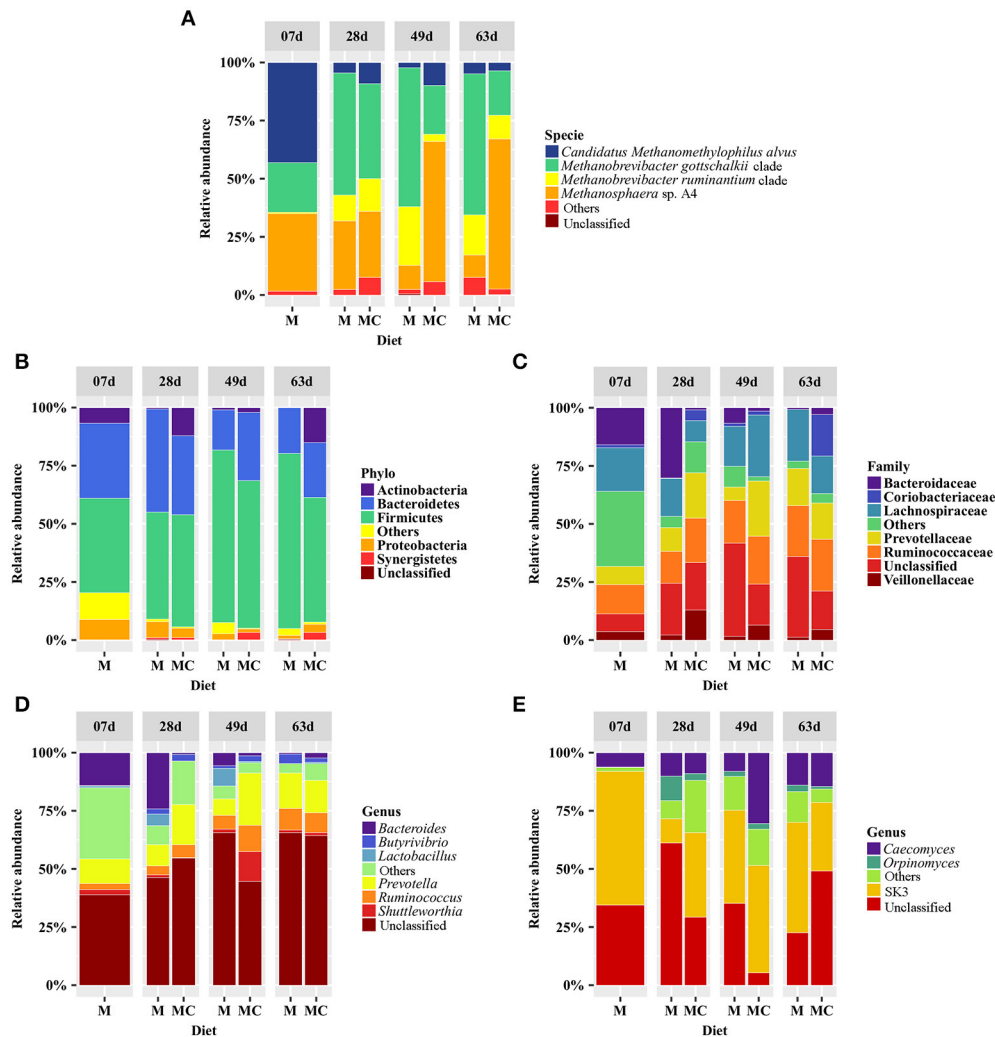 A
07d 28d 49d 63d
100%
75%
50%
25%
0%
Relative abundance
M M MC M MC M MC
Diet
Specie
Candidatus Methanomethylophilus alvus
Methanobrevibacter gottschalkii clade
Methanobrevibacter ruminantium clade
Methanosphaera sp. A4
Others
Unclassified
B
07d 28d 49d 63d
100%
75%
50%
25%
0%
Relative abundance
M M MC M MC M MC
Diet
Phylo
Actinobacteria
Bacteroidetes
Firmicutes
Others
Proteobacteria
Synergistetes
Unclassified
C
07d 28d 49d 63d
100%
75%
50%
25%
0%
Relative abundance
M M MC M MC M MC
Diet
Family
Bacteroidaceae
Coriobacteriaceae
Lachnospiraceae
Others
Prevotellaceae
Ruminococcaceae
Unclassified
Veillonellaceae
D
07d 28d 49d 63d
100%
75%
50%
25%
0%
Relative abundance
M M MC M MC M MC
Diet
Genus
Bacteroides
Butyrivibrio
Lactobacillus
Others
Prevotella
Ruminococcus
Shuttleworthia
Unclassified
E
07d 28d 49d 63d
100%
75%
50%
25%
0%
Relative abundance
M M MC M MC M MC
Diet
Genus
Caecomyces
Orpinomyces
Others
SK3
Unclassified